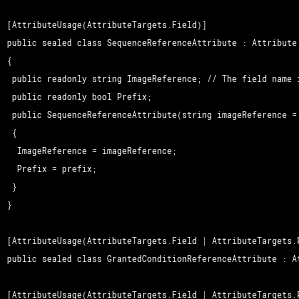 [AttributeUsage(AttributeTargets.Field)]
public sealed class SequenceReferenceAttribute : Attribute
{
public readonly string ImageReference; // The field name
public readonly bool Prefix;
public SequenceReferenceAttribute(string imageReference =
{
ImageReference = imageReference;
Prefix = prefix;
}
}
[AttributeUsage(AttributeTargets.Field | AttributeTargets.
public sealed class GrantedConditionReferenceAttribute :
[AttributeUsage(AttributeTargets.Field | AttributeTargets.